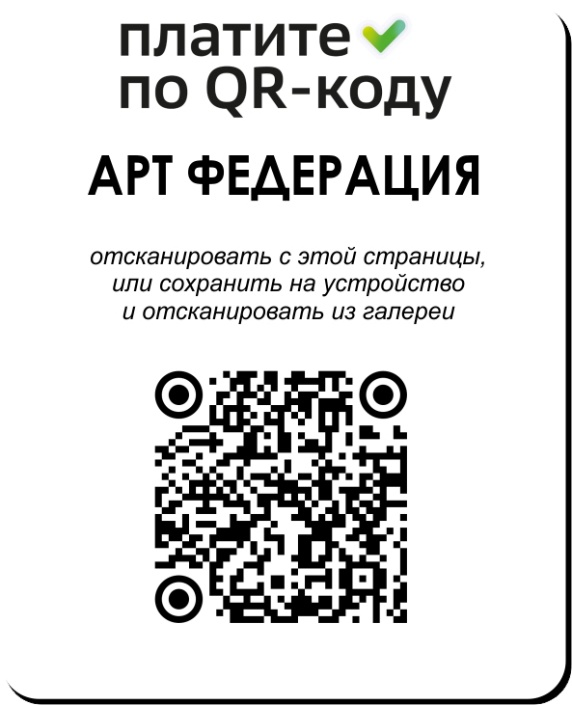 платите
по QR-коду
АРТ ФЕДЕРАЦИЯ
отсканировать с этой страницы,
или сохранить на устройство
и отсканировать из галереи